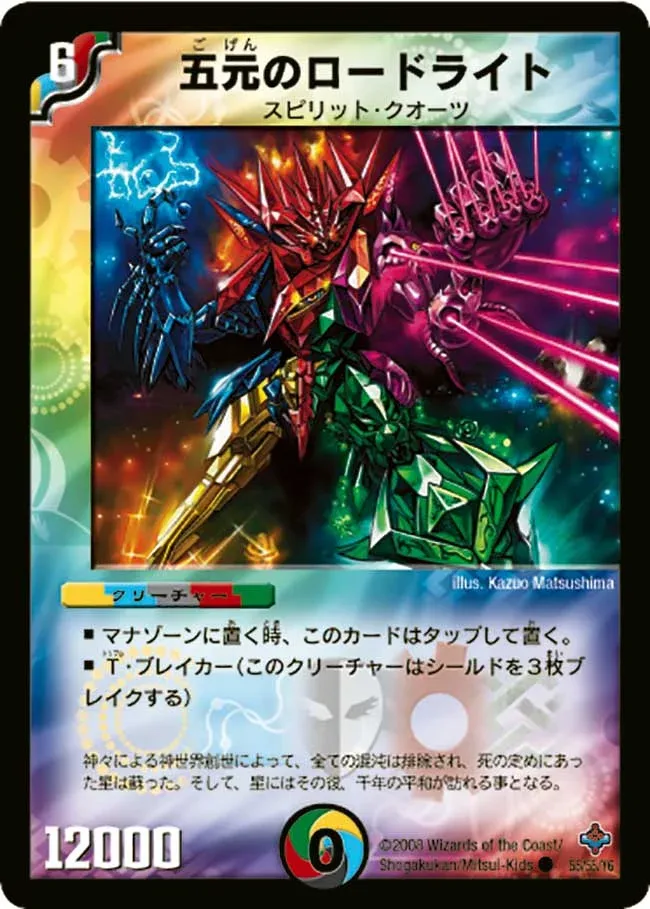 6
ごげん
五元のロードライト
スピリット・クオーツ
illus. Kazuo Matsushima
クリーチャー
■ マナゾーンに置く時、このカードはタップして置く。
■ T・ブレイカー(このクリーチャーはシールドを3枚ブ
レイクする)
神々による神世界創世によって、全ての混沌は排除され、死の定めにあっ
た星は蘇った。そして、星にはその後、千年の平和が訪れる事となる。
12000
0
©2008 Wizards of the Coast/
Shogakukan/Mitsui-Kids
55/55/16